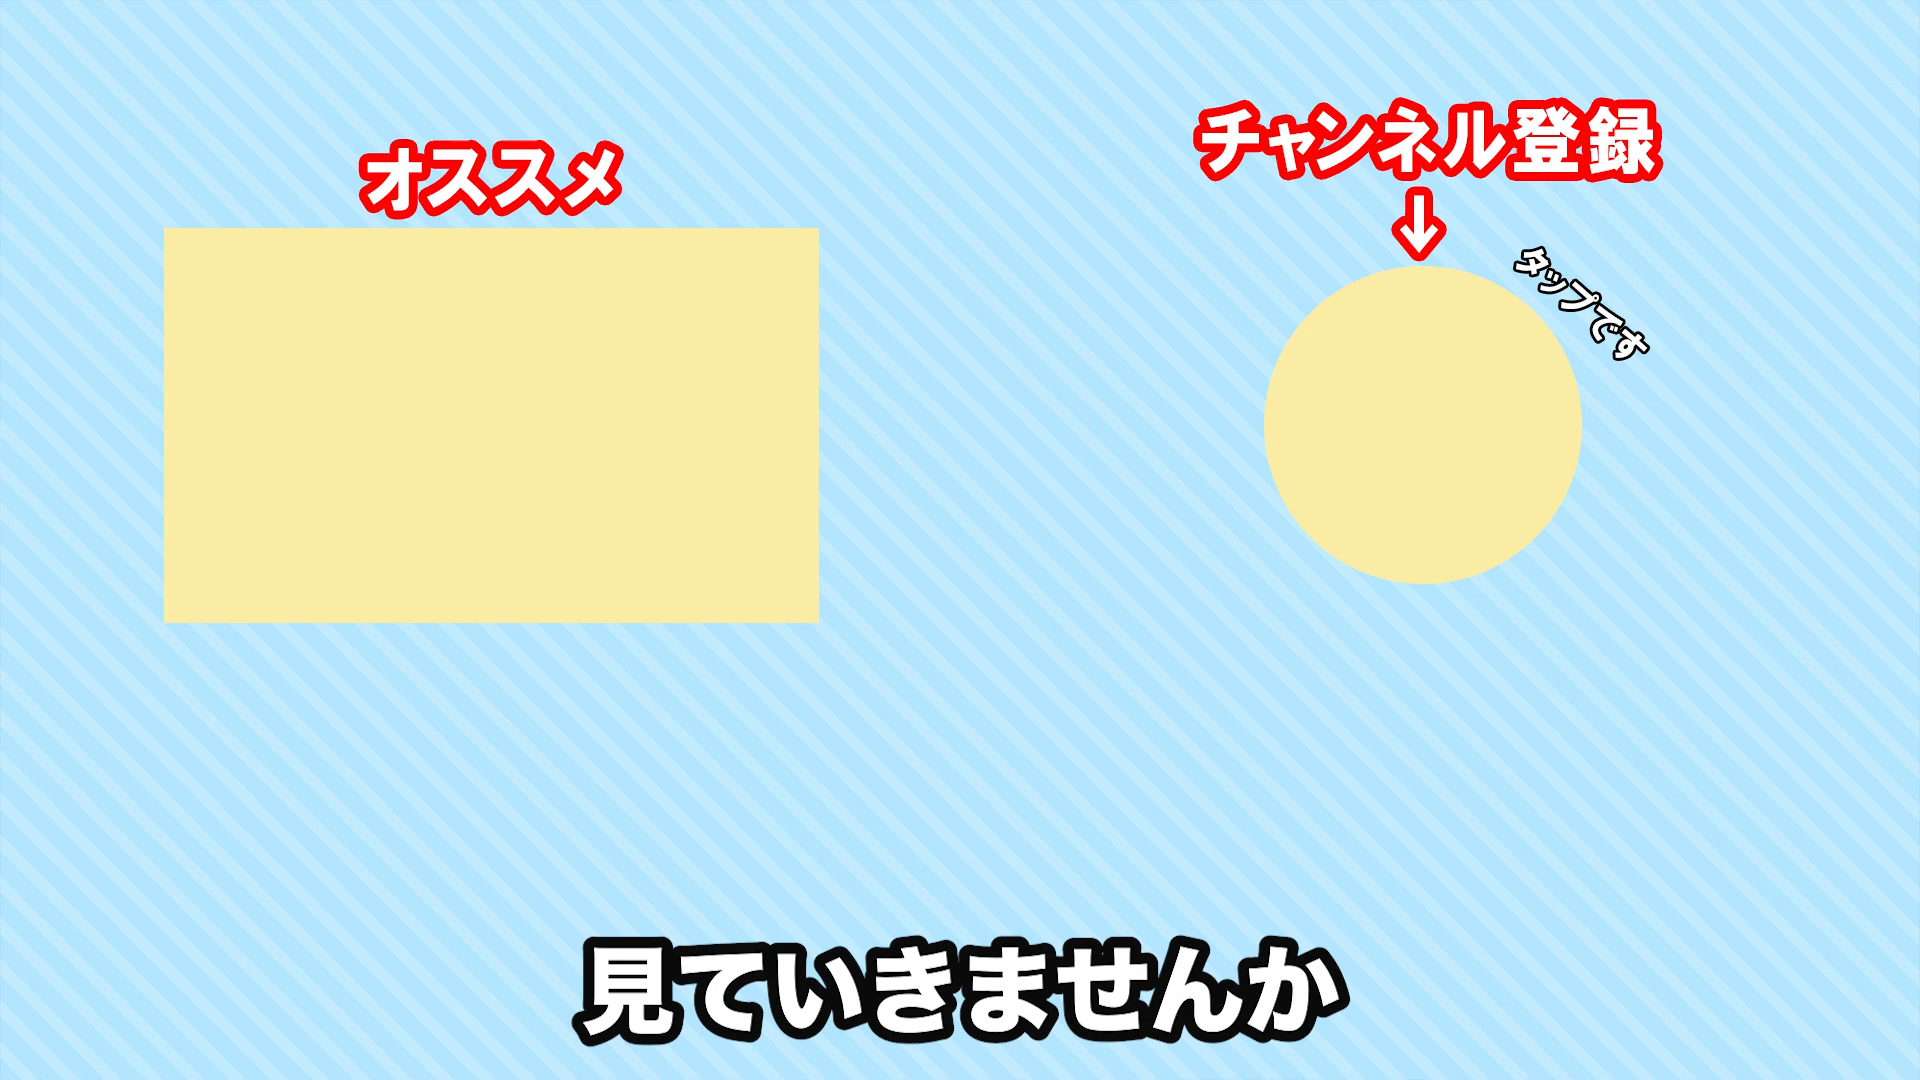 オススメ
チャンネル登録
↓
タップです
見ていきませんか